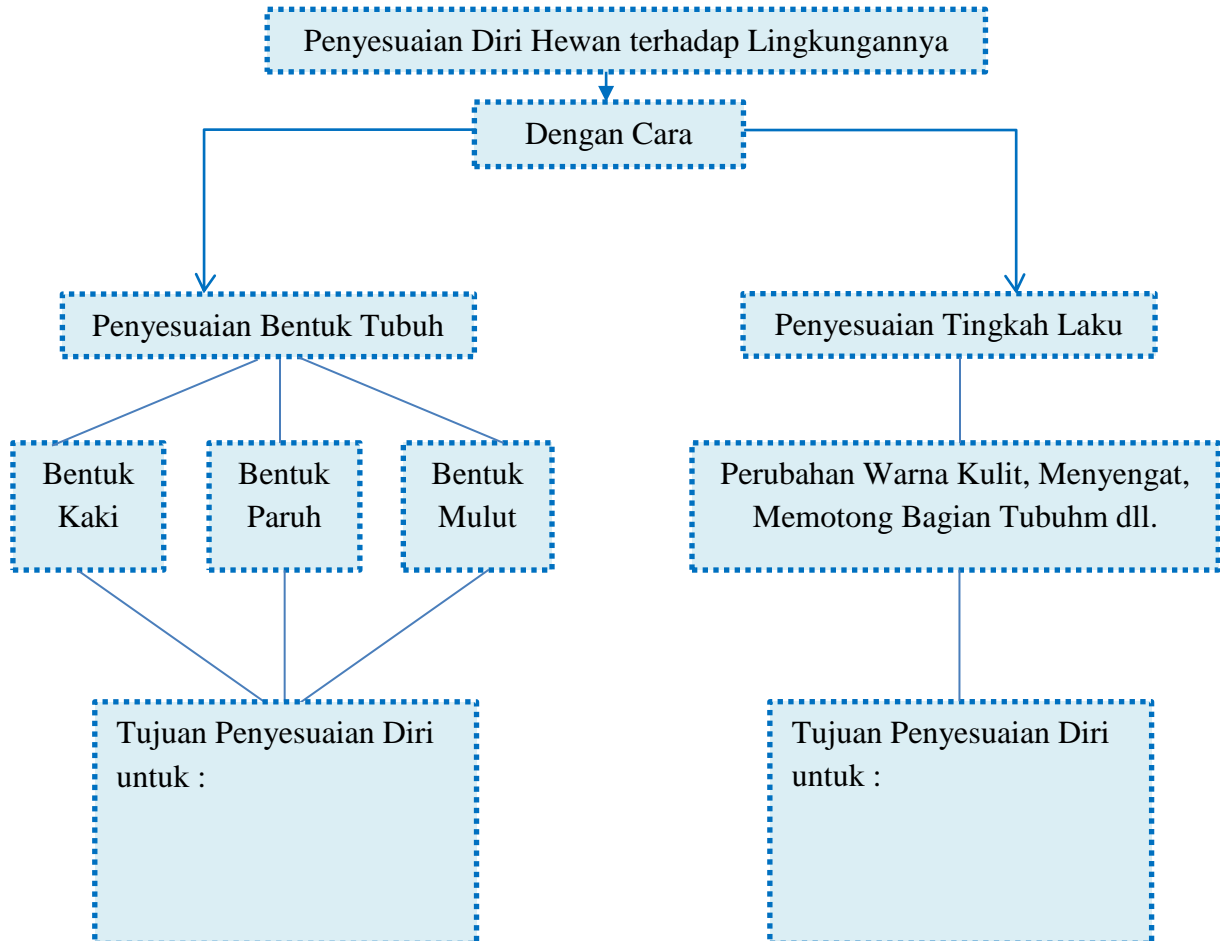 Penyesuaian Diri Hewan terhadap Lingkungannya
Dengan Cara
Penyesuaian Bentuk Tubuh
Penyesuaian Tingkah Laku
Bentuk
Kaki
Bentuk
Paruh
Bentuk
Mulut
Perubahan Warna Kulit, Menyengat,
Memotong Bagian Tubuhm dll.
Tujuan Penyesuaian Diri
untuk :
Tujuan Penyesuaian Diri
untuk :